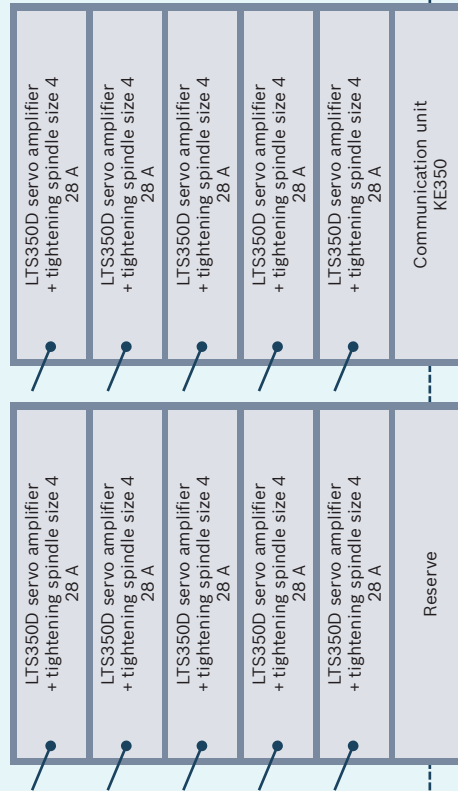 LTS350D servo amplifier
+ tightening spindle size 4
28 A
LTS350D servo amplifier
+ tightening spindle size 4
28 A
LTS350D servo amplifier
+ tightening spindle size 4
28 A
LTS350D servo amplifier
+ tightening spindle size 4
28 A
LTS350D servo amplifier
+ tightening spindle size 4
28 A
Communication unit
KE350
LTS350D servo amplifier
+ tightening spindle size 4
28 A
LTS350D servo amplifier
+ tightening spindle size 4
28 A
LTS350D servo amplifier
+ tightening spindle size 4
28 A
LTS350D servo amplifier
+ tightening spindle size 4
28 A
LTS350D servo amplifier
+ tightening spindle size 4
28 A
Reserve